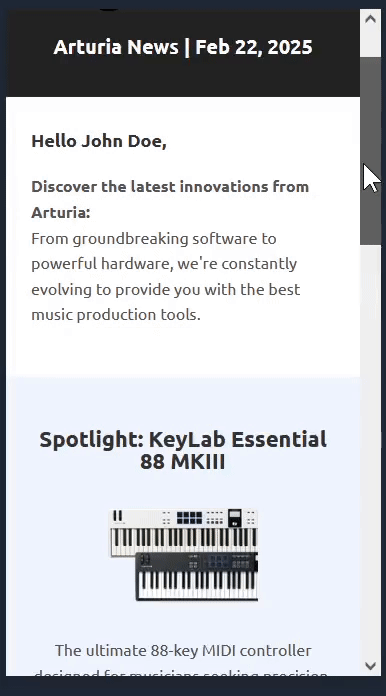 Arturia News | Feb 22, 2025
Hello John Doe,
Discover the latest innovations from
Arturia:
From groundbreaking software to
powerful hardware, we're constantly
evolving to provide you with the best
music production tools.
Spotlight: KeyLab Essential
88 MKIII
The ultimate 88-key MIDI controller
designed for musicians seeking precision